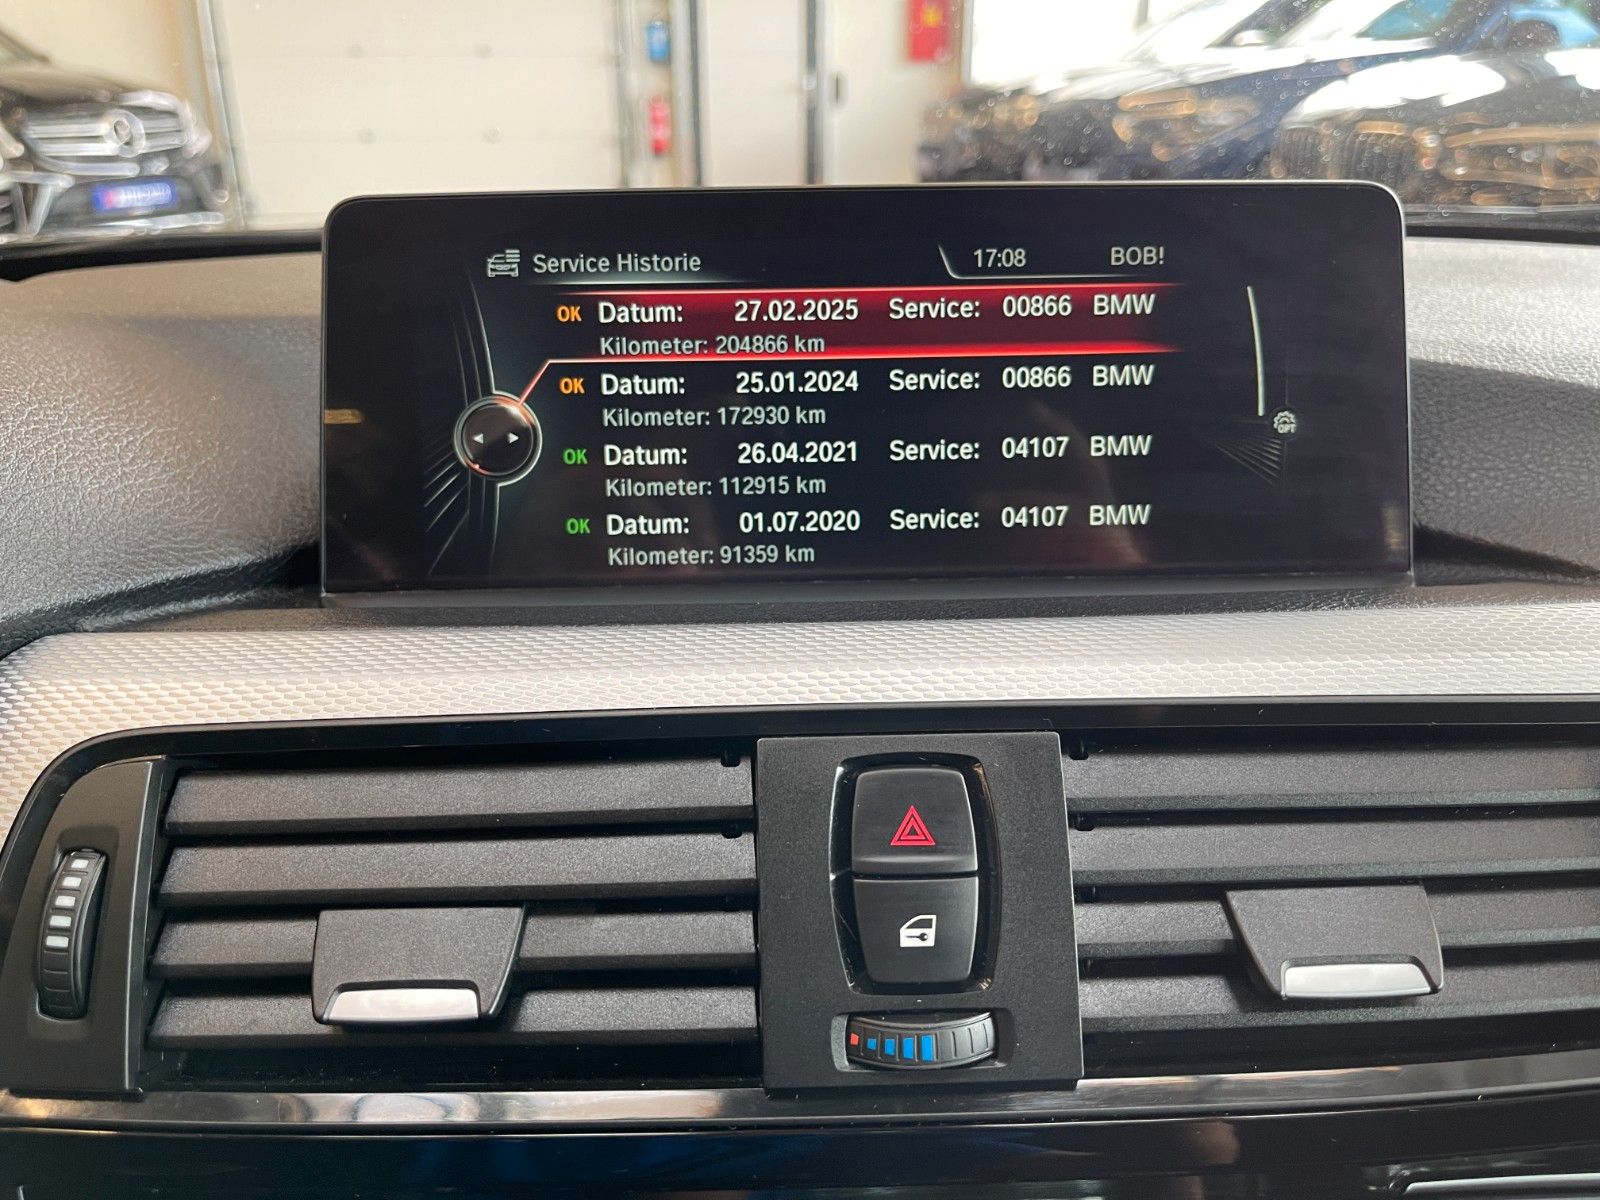 Service Historie 17:08 BOB!
OK Datum: 27.02.2025 Service: 00866 BMW
Kilometer: 204866 km
OK Datum: 25.01.2024 Service: 00866 BMW
Kilometer: 172930 km
OK Datum: 26.04.2021 Service: 04107 BMW
Kilometer: 112915 km
OK Datum: 01.07.2020 Service: 04107 BMW
Kilometer: 91359 km
OPT